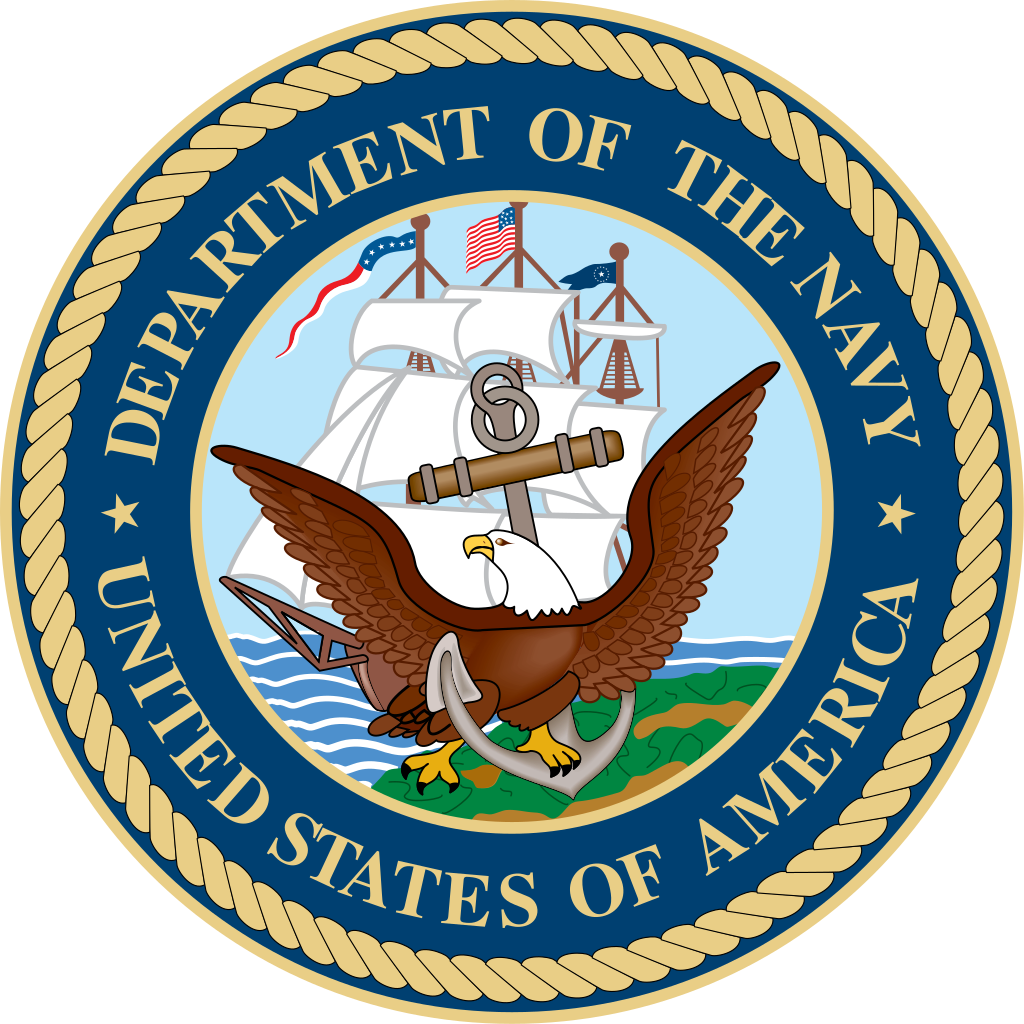 DEPARTMENT OF THE NAVY
UNITED STATES OF AMERICA